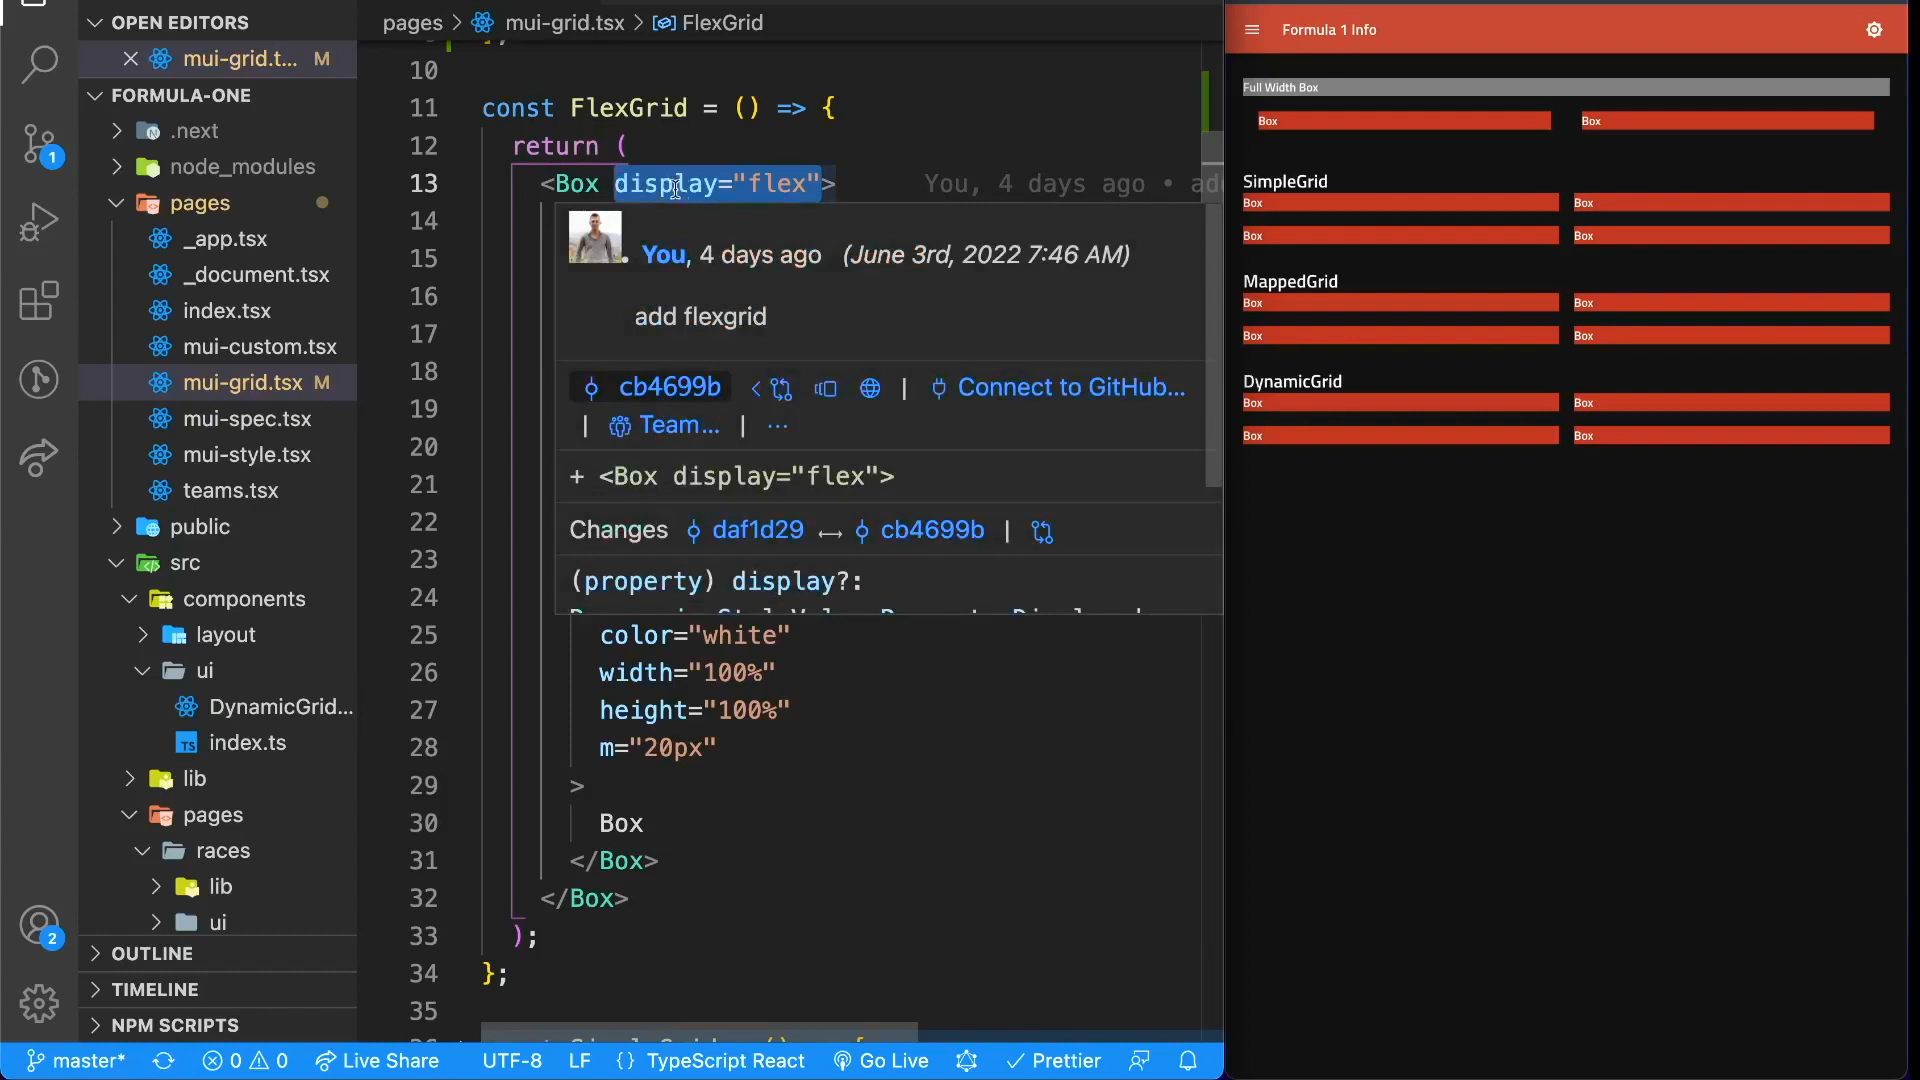 OPEN EDITORS
mui-grid.t... M
FORMULA-ONE
.next
node_modules
pages
_app.tsx
_document.tsx
index.tsx
mui-custom.tsx
mui-grid.tsx M
mui-spec.tsx
mui-style.tsx
teams.tsx
public
src
components
layout
ui
DynamicGrid...
TS index.ts
lib
pages
races
lib
ui
OUTLINE
TIMELINE
NPM SCRIPTS
1
2
pages > mui-grid.tsx > FlexGrid
10
11 const FlexGrid = () => {
12 return (
13 <Box display="flex"> You, 4 days ago • add
14
15
16
17
18
19
20
21
22
23
24
You, 4 days ago (June 3rd, 2022 7:46 AM)
add flexgrid
cb4699b | Connect to GitHub...
| Team... | ...
+ <Box display="flex">
Changes daf1d29 ↔ cb4699b |
(property) display?:
25 color="white"
26 width="100%"
27 height="100%"
28 m="20px"
29 >
30 Box
31 </Box>
32 </Box>
33 );
34 };
35
master* 0 0 Live Share UTF-8 LF {} TypeScript React Go Live Prettier
Formula 1 Info
Full Width Box
Box Box
SimpleGrid
Box Box
Box Box
MappedGrid
Box Box
Box Box
DynamicGrid
Box Box
Box Box